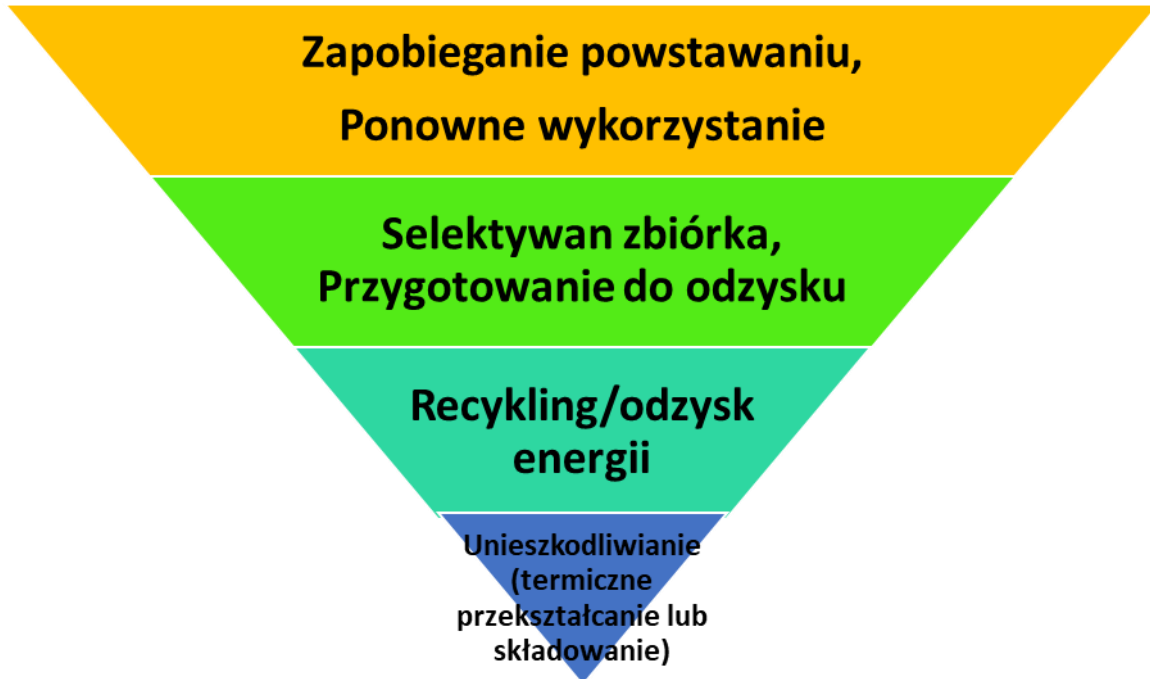 Zapobieganie powstawaniu,
Ponowne wykorzystanie
Selektywan zbiórka,
Przygotowanie do odzysku
Recykling/odzysk
energii
Unieszkodliwianie
(termiczne
przekształcanie lub
składowanie)